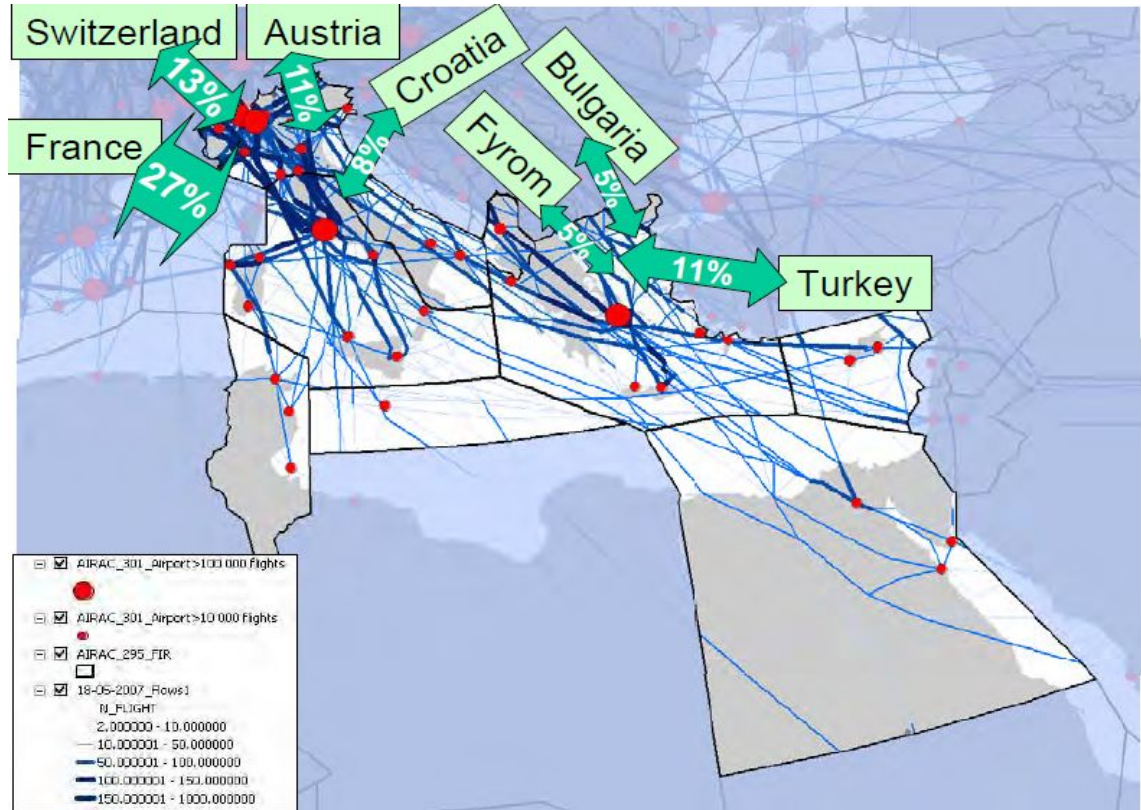 Switzerland
Austria
Croatia
Bulgaria
13%
11%
8%
France
27%
Fyrom
5%
5%
11%
Turkey
AIRAC_301_Airport>100 000 flights
AIRAC_301_Airport>10 000 flights
AIRAC_295_FIR
18-05-2007_Flows1
N_FLIGHT
2.000000 - 10.000000
10.000001 - 50.000000
50.000001 - 100.000000
100.000001 - 150.000000
150.000001 - 1000.000000